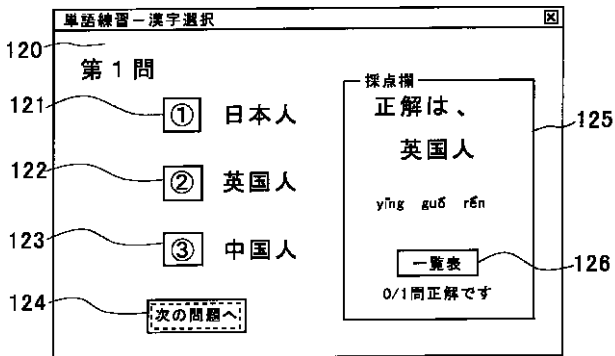 単語練習－漢字選択
120
第1問
採点欄
121
① 日本人
正解は、
125
英国人
122
② 英国人
yīng guǒ rěn
123
③ 中国人
一覧表
126
0/1問正解です
124
次の問題へ